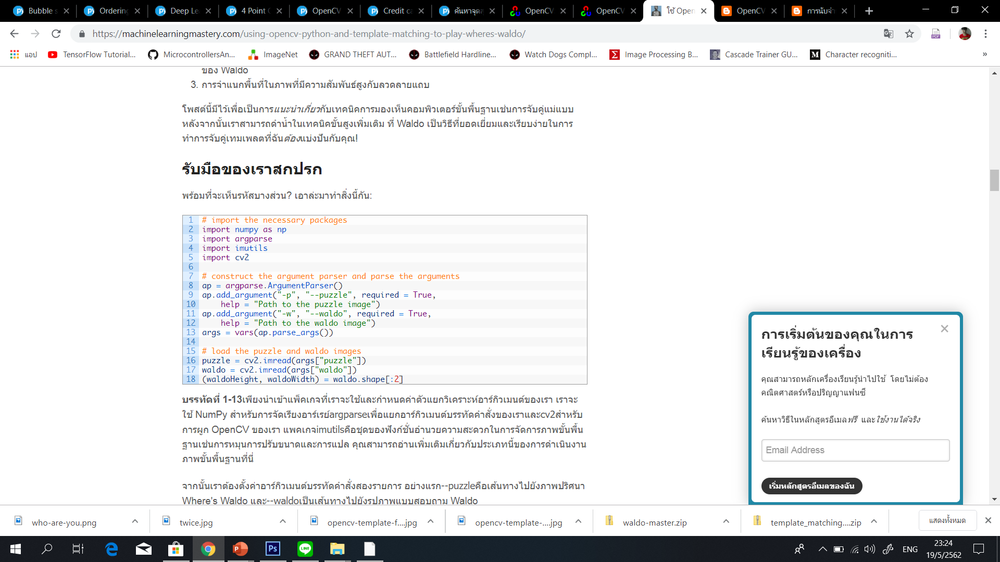 Bubble s
Ordering
Deep Le
4 Point O
OpenCV
Credit ca
ค้นหาจุดส
OpenCV
OpenCV
ใช้ Open
OpenCV
การนับจำ
https://machinelearningmastery.com/using-opencv-python-and-template-matching-to-play-wheres-waldo/
แอป
TensorFlow Tutorial...
MicrocontrollersAn...
ImageNet
GRAND THEFT AUT...
Battlefield Hardline...
Watch Dogs Compl...
Image Processing B...
Cascade Trainer GU...
Character recogniti...
ของ Waldo
3. การจำแนกพื้นที่ในภาพที่มีความสัมพันธ์สูงกับลวดลายแถบ
โพสต์นี้มีไว้เพื่อเป็นการแนะนำเกี่ยวกับเทคนิคการมองเห็นคอมพิวเตอร์ขั้นพื้นฐานเช่นการจับคู่แม่แบบ
หลังจากนั้นเราสามารถดำน้ำในเทคนิคขั้นสูงเพิ่มเติม ที่ Waldo เป็นวิธีที่ยอดเยี่ยมและเรียบง่ายในการ
ทำการจับคู่เทมเพลตที่ฉันต้องแบ่งปันกับคุณ!
รับมือของเราสกปรก
พร้อมที่จะเห็นรหัสบางส่วน? เอาล่ะมาทำสิ่งนี้กัน:
1 # import the necessary packages
2 import numpy as np
3 import argparse
4 import imutils
5 import cv2
6
7 # construct the argument parser and parse the arguments
8 ap = argparse.ArgumentParser()
9 ap.add_argument("-p", "--puzzle", required = True,
10     help = "Path to the puzzle image")
11 ap.add_argument("-w", "--waldo", required = True,
12     help = "Path to the waldo image")
13 args = vars(ap.parse_args())
14
15 # load the puzzle and waldo images
16 puzzle = cv2.imread(args["puzzle"])
17 waldo = cv2.imread(args["waldo"])
18 (waldoHeight, waldoWidth) = waldo.shape[:2]
บรรทัดที่ 1-13เพียงนำเข้าแพ็คเกจที่เราจะใช้และกำหนดค่าตัวแยกวิเคราะห์อาร์กิวเมนต์ของเรา เราจะ
ใช้ NumPy สำหรับการจัดเรียงอาร์เรย์argparseเพื่อแยกอาร์กิวเมนต์บรรทัดคำสั่งของเราและcv2สำหรับ
การผูก OpenCV ของเรา แพคเกจimutilsคือชุดของฟังก์ชั่นอำนวยความสะดวกในการจัดการภาพขั้นพื้น
ฐานเช่นการหมุนการปรับขนาดและการแปล คุณสามารถอ่านเพิ่มเติมเกี่ยวกับประเภทนี้ของการดำเนินงาน
ภาพขั้นพื้นฐานที่นี่
จากนั้นเราต้องตั้งค่าอาร์กิวเมนต์บรรทัดคำสั่งสองรายการ อย่างแรก--puzzleคือเส้นทางไปยังภาพปริศนา
Where's Waldo และ--waldoเป็นเส้นทางไปยังรูปภาพแบบสอบถาม Waldo
การเริ่มต้นของคุณในการ
เรียนรู้ของเครื่อง
คุณสามารถหลักเครื่องเรียนรู้นำไปใช้ โดยไม่ต้อง
คณิตศาสตร์หรือปริญญาแฟนซี
ค้นหาวิธีในหลักสูตรอีเมลฟรี และใช้งานได้จริง
Email Address
เริ่มหลักสูตรอีเมลของฉัน
who-are-you.png
twice.jpg
opencv-template-f....jpg
opencv-template-....jpg
waldo-master.zip
template_matching....zip
แสดงทั้งหมด
ENG
23:24
19/5/2562